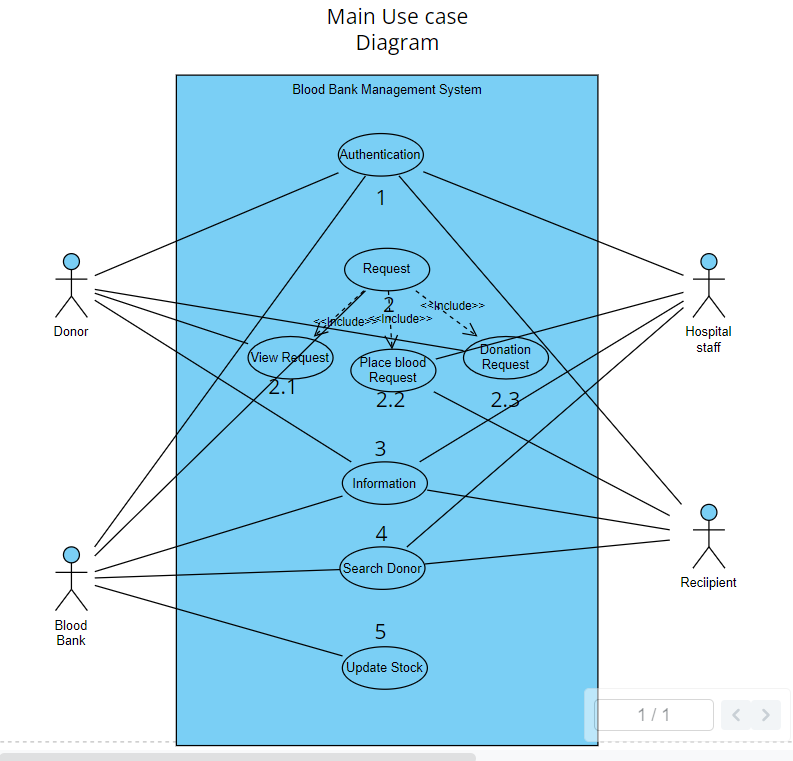 Main Use case
Diagram
Blood Bank Management System
Authentication
1
Request
2
<<Include>>
<<Include>>
<<Include>>
View Request
2.1
Place blood
Request
2.2
Donation
Request
2.3
Donor
Hospital
staff
3
Information
4
Search Donor
Blood
Bank
Reciipient
5
Update Stock
1 / 1